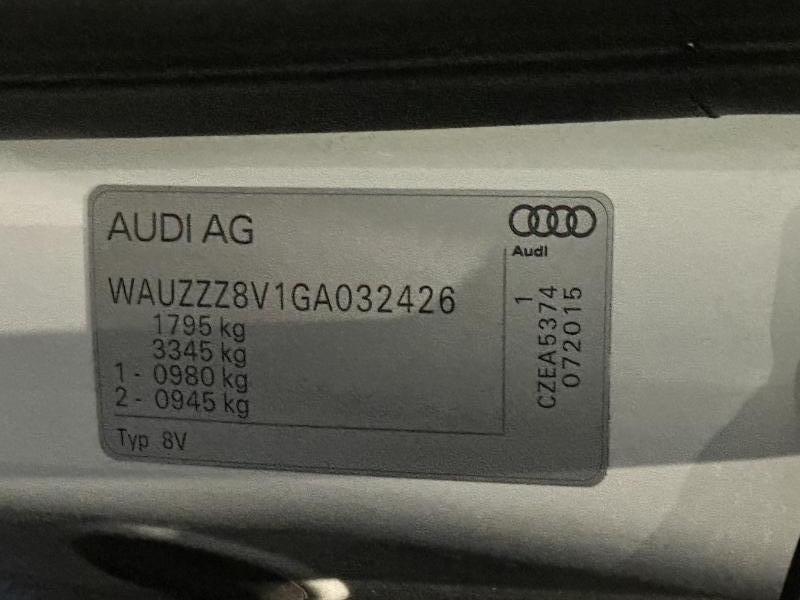 AUDI AG
Audi
WAUZZZ8V1GA032426
1795 kg
3345 kg
1 - 0980 kg
2 - 0945 kg
Typ 8V
1
CZEA5374
072015